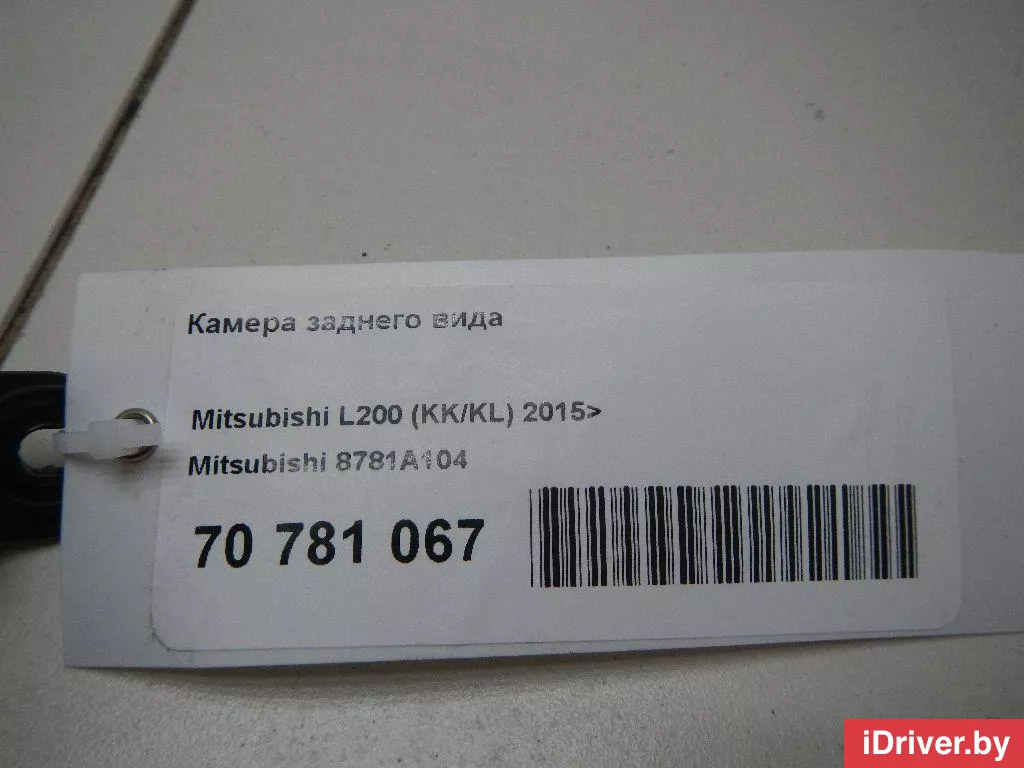 Камера заднего вида
Mitsubishi L200 (KK/KL) 2015>
Mitsubishi 8781A104
70 781 067
iDriver.by